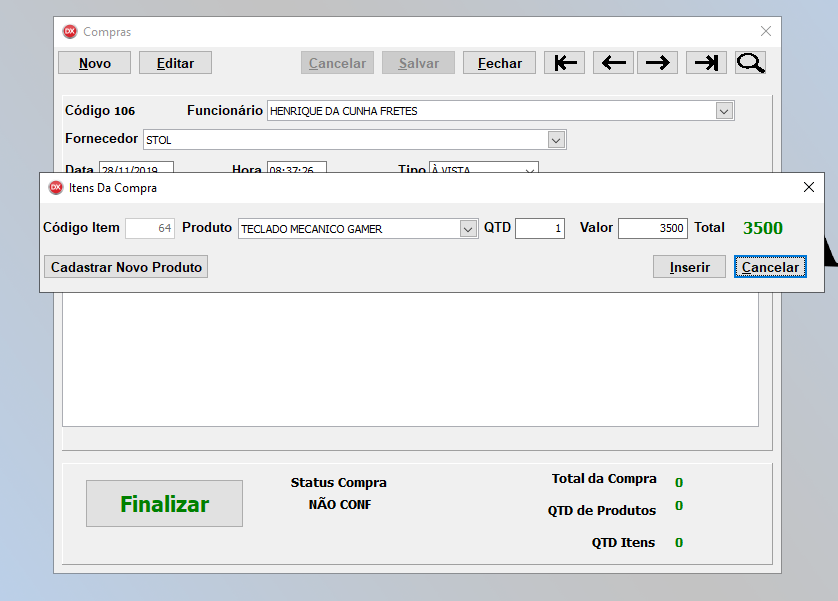 Compras
Novo Editar Cancelar Salvar Fechar
Código 106 Funcionário HENRIQUE DA CUNHA FRETES
Fornecedor STOL
Data 28/11/2019 Hora 08:37:26 Tipo À VISTA
DX Itens Da Compra
Código Item 64 Produto TECLADO MECANICO GAMER QTD 1 Valor 3500 Total 3500
Cadastrar Novo Produto Inserir Cancelar
Finalizar
Status Compra
NÃO CONF
Total da Compra 0
QTD de Produtos 0
QTD Itens 0